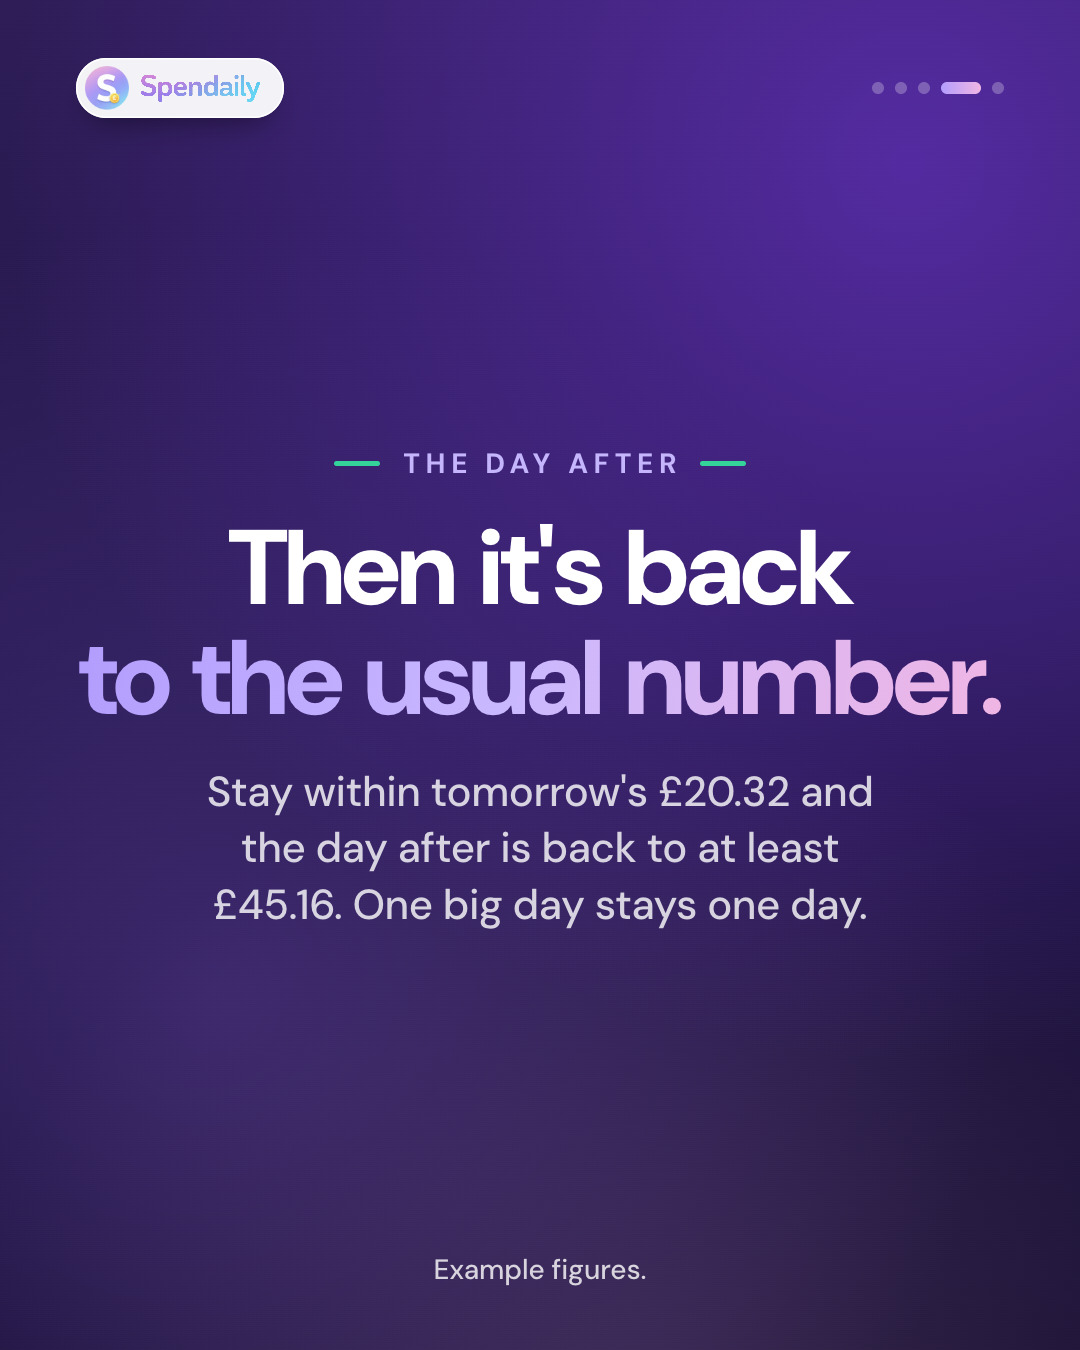 Spendaily
THE DAY AFTER
Then it's back
to the usual number.
Stay within tomorrow's £20.32 and
the day after is back to at least
£45.16. One big day stays one day.
Example figures.